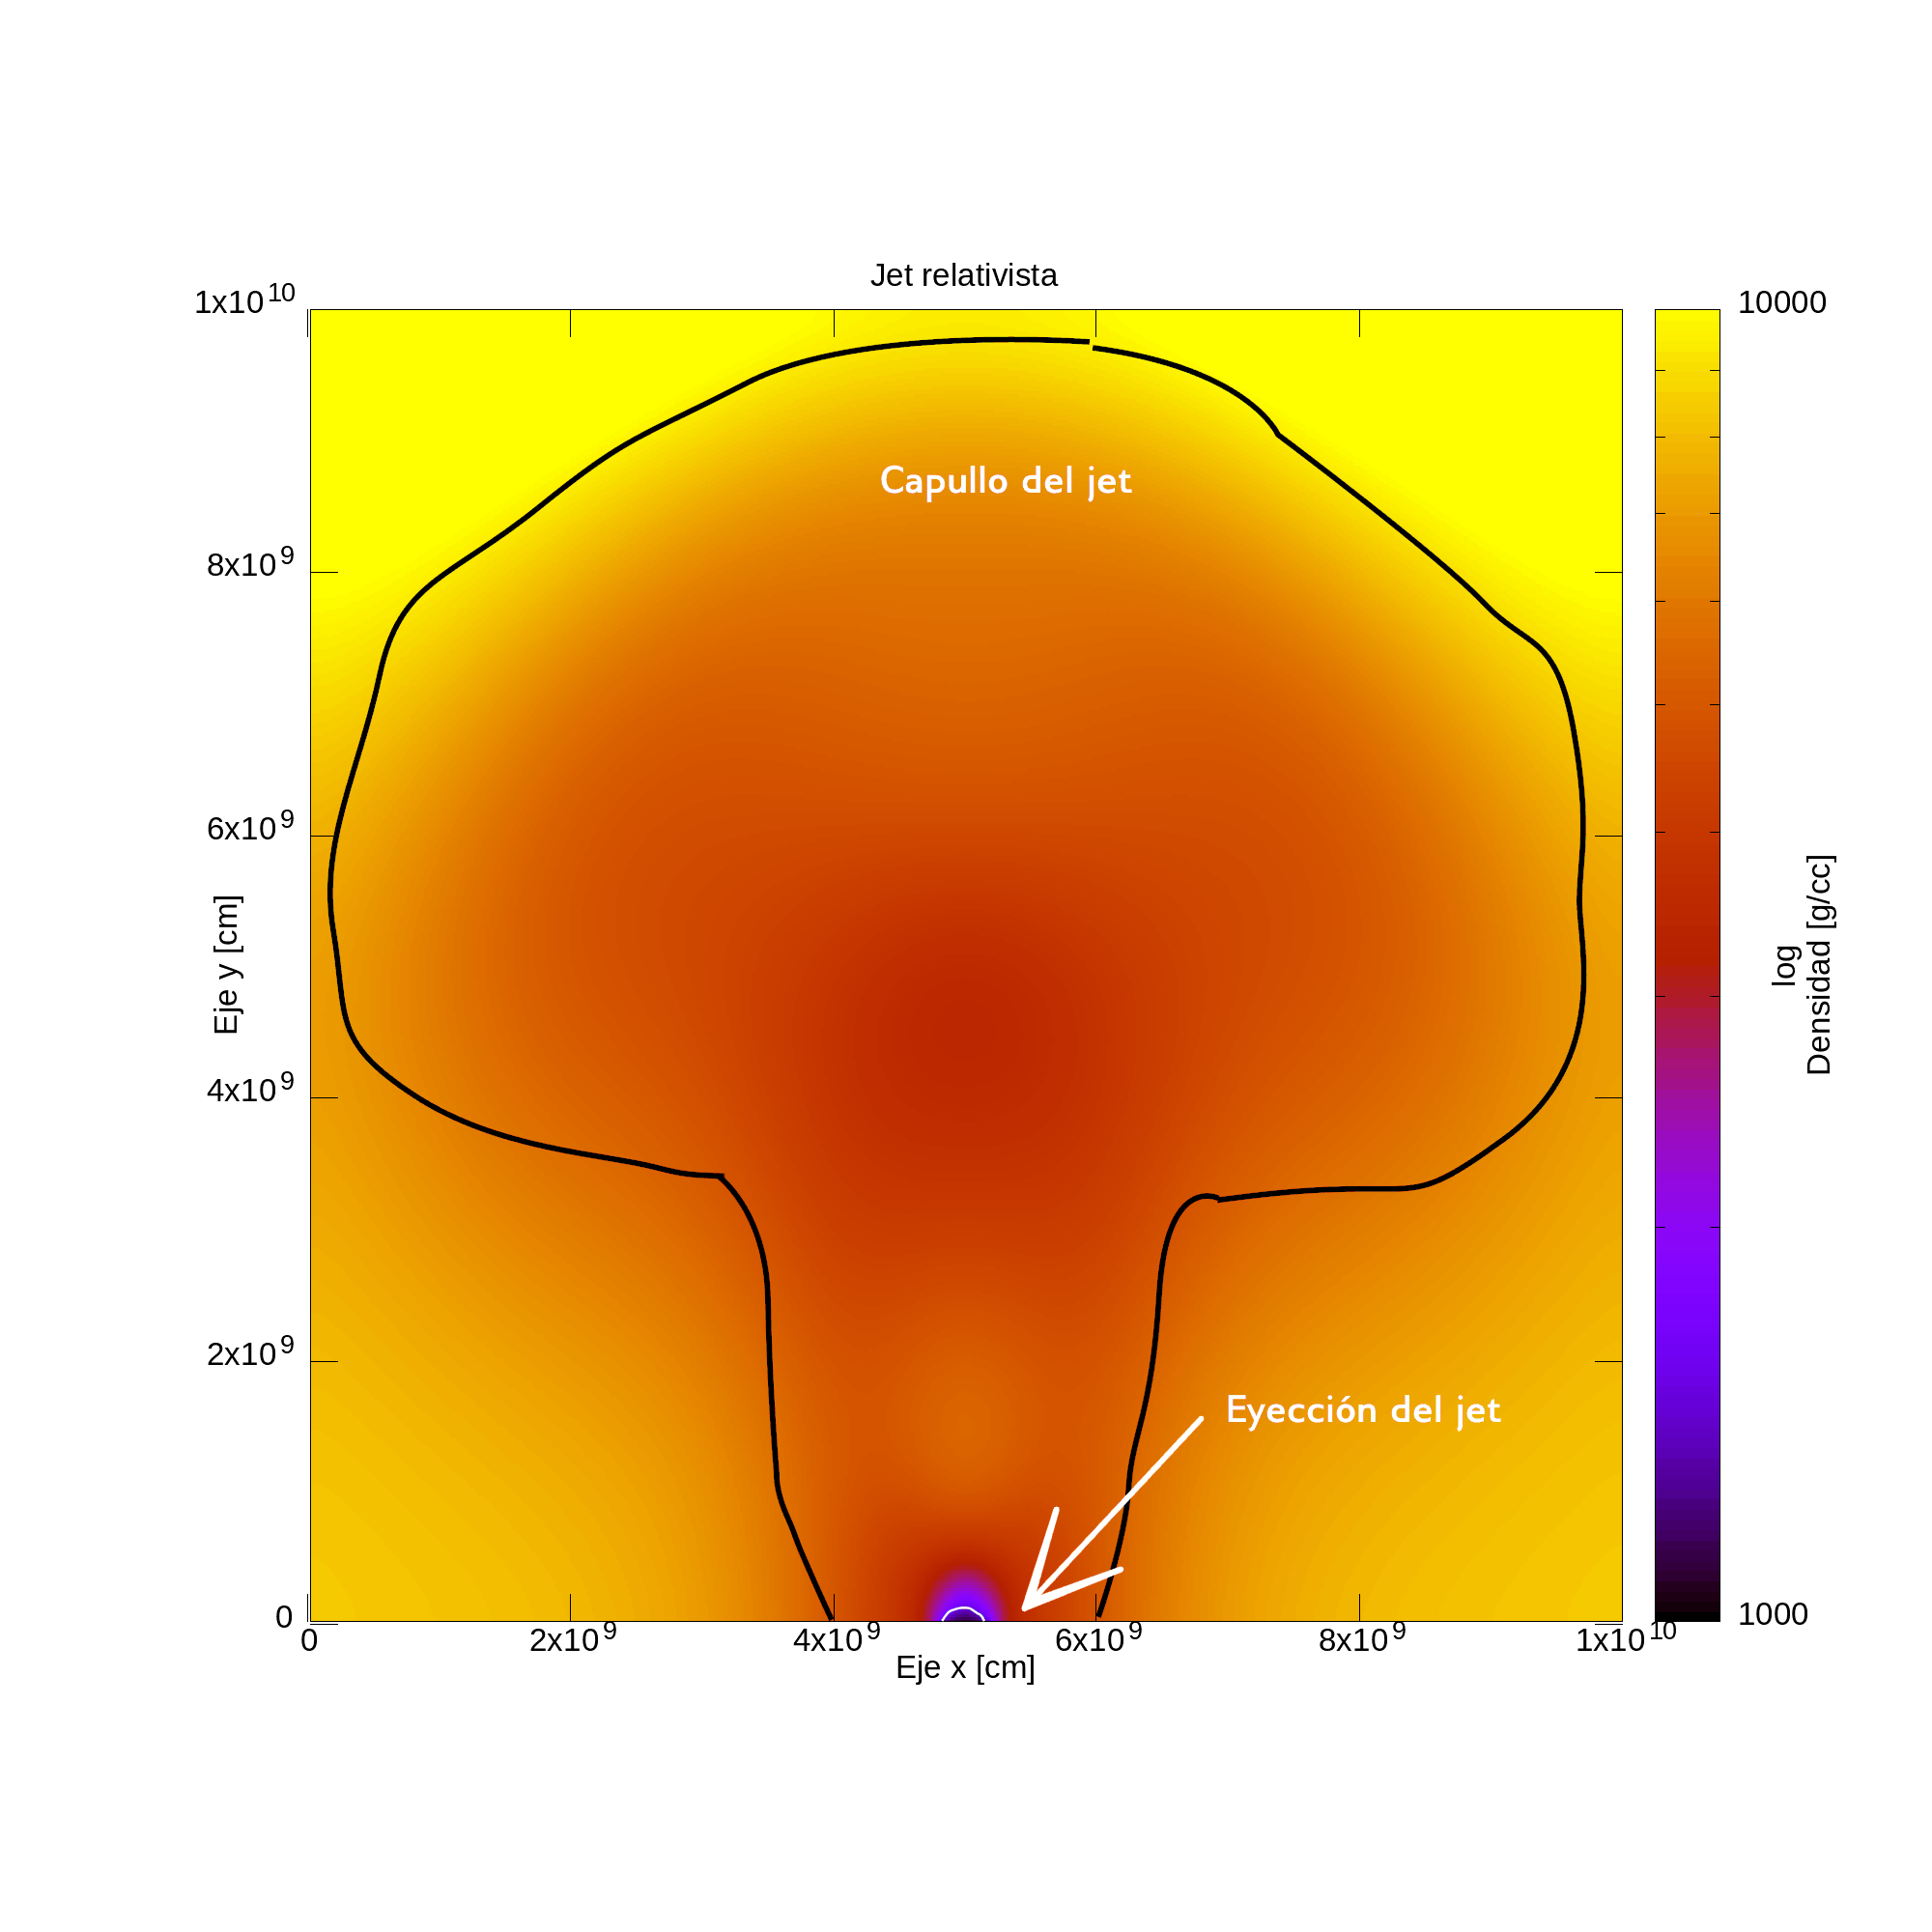 Jet relativista
1x10^10
8x10^9
6x10^9
4x10^9
2x10^9
0
Eje y [cm]
Capullo del jet
Eyección del jet
0
2x10^9
4x10^9
6x10^9
8x10^9
1x10^10
Eje x [cm]
10000
1000
log
Densidad [g/cc]